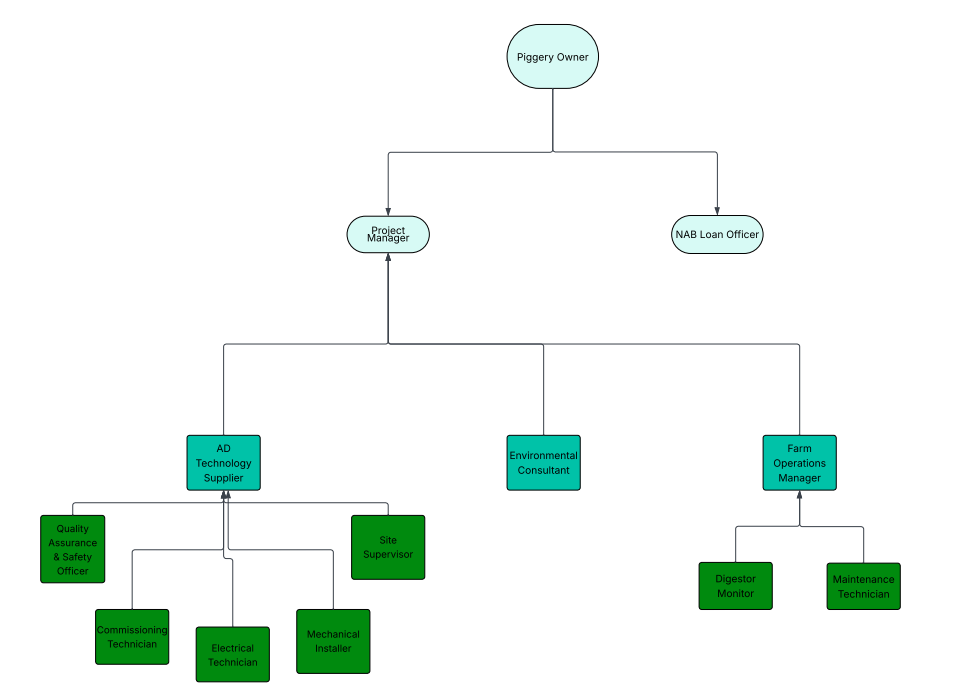 Piggery Owner
Project
Manager
NAB Loan Officer
AD
Technology
Supplier
Environmental
Consultant
Farm
Operations
Manager
Quality
Assurance
& Safety
Officer
Site
Supervisor
Digestor
Monitor
Maintenance
Technician
Commissioning
Technician
Electrical
Technician
Mechanical
Installer